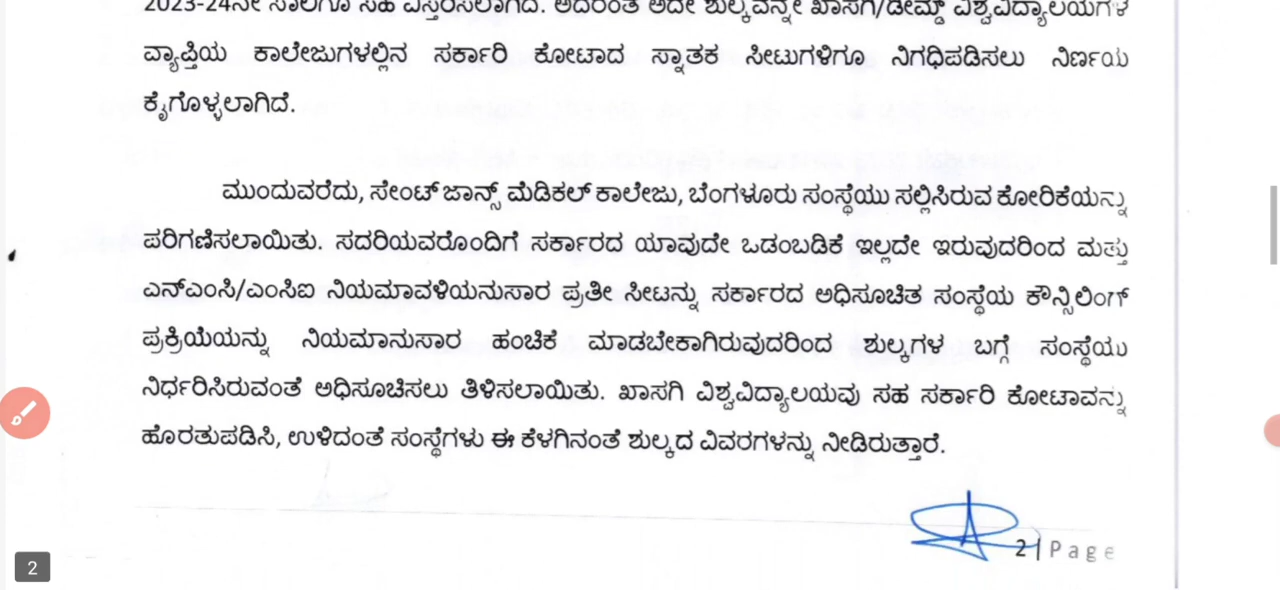 2023-24ನೇ ಸಾಲಿಗೂ ಸಹ ವಿಸ್ತರಿಸಲಾಗಿದೆ. ಅದರಂತೆ ಅದೇ ಶುಲ್ಕವನ್ನೇ ಖಾಸಗಿ/ಡೀಮ್ಡ್ ವಿಶ್ವವಿದ್ಯಾಲಯಗಳ
ವ್ಯಾಪ್ತಿಯ ಕಾಲೇಜುಗಳಲ್ಲಿನ ಸರ್ಕಾರಿ ಕೋಟಾದ ಸ್ನಾತಕ ಸೀಟುಗಳಿಗೂ ನಿಗಧಿಪಡಿಸಲು ನಿರ್ಣಯ
ಕೈಗೊಳ್ಳಲಾಗಿದೆ.
ಮುಂದುವರೆದು, ಸೇಂಟ್ ಜಾನ್ಸ್ ಮೆಡಿಕಲ್ ಕಾಲೇಜು, ಬೆಂಗಳೂರು ಸಂಸ್ಥೆಯು ಸಲ್ಲಿಸಿರುವ ಕೋರಿಕೆಯನ್ನು
ಪರಿಗಣಿಸಲಾಯಿತು. ಸದರಿಯವರೊಂದಿಗೆ ಸರ್ಕಾರದ ಯಾವುದೇ ಒಡಂಬಡಿಕೆ ಇಲ್ಲದೇ ಇರುವುದರಿಂದ ಮತ್ತು
ಎನ್ಎಂಸಿ/ಎಂಸಿಐ ನಿಯಮಾವಳಿಯನುಸಾರ ಪ್ರತೀ ಸೀಟನ್ನು ಸರ್ಕಾರದ ಅಧಿಸೂಚಿತ ಸಂಸ್ಥೆಯ ಕೌನ್ಸಿಲಿಂಗ್
ಪ್ರಕ್ರಿಯೆಯನ್ನು ನಿಯಮಾನುಸಾರ ಹಂಚಿಕೆ ಮಾಡಬೇಕಾಗಿರುವುದರಿಂದ ಶುಲ್ಕಗಳ ಬಗ್ಗೆ ಸಂಸ್ಥೆಯು
ನಿರ್ಧರಿಸಿರುವಂತೆ ಅಧಿಸೂಚಿಸಲು ತಿಳಿಸಲಾಯಿತು. ಖಾಸಗಿ ವಿಶ್ವವಿದ್ಯಾಲಯವು ಸಹ ಸರ್ಕಾರಿ ಕೋಟಾವನ್ನು
ಹೊರತುಪಡಿಸಿ, ಉಳಿದಂತೆ ಸಂಸ್ಥೆಗಳು ಈ ಕೆಳಗಿನಂತೆ ಶುಲ್ಕದ ವಿವರಗಳನ್ನು ನೀಡಿರುತ್ತಾರೆ.
2 | Page
2